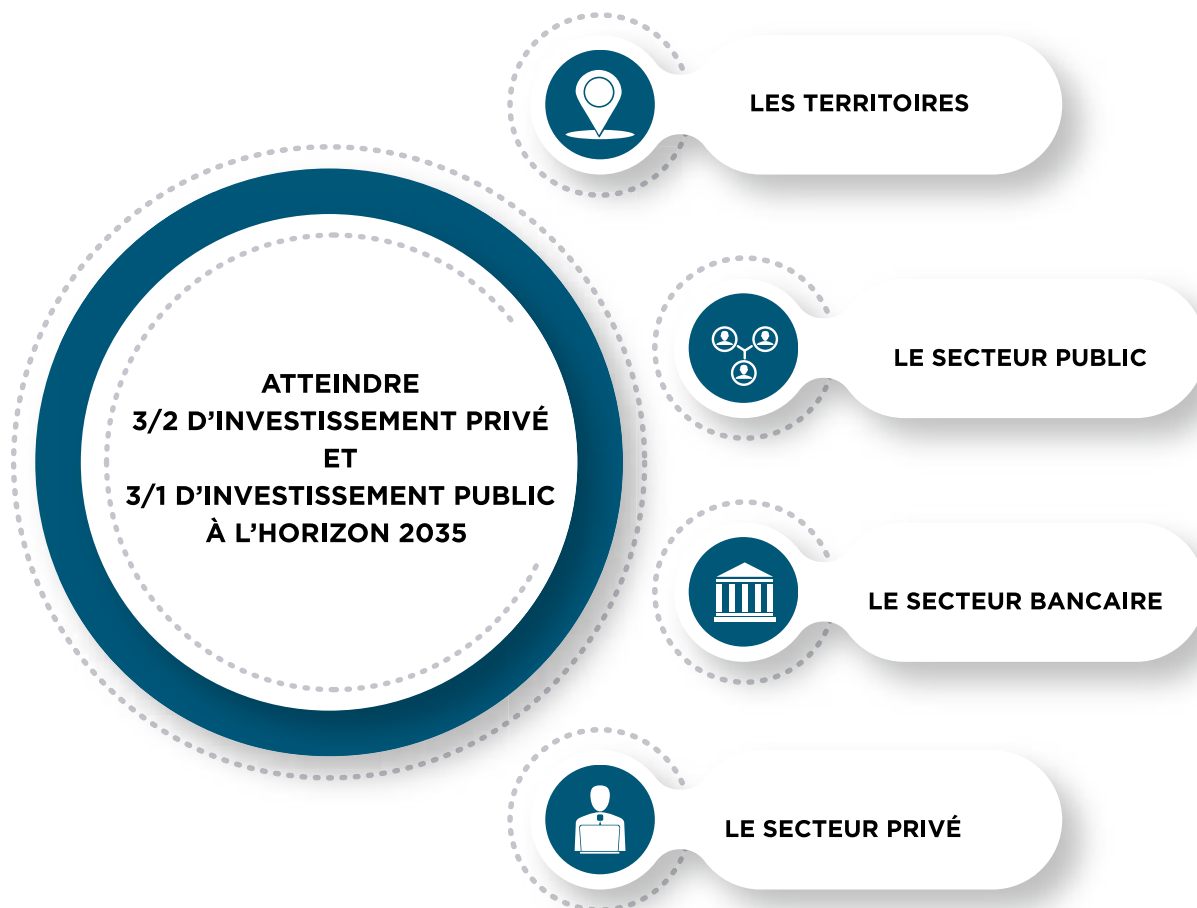 ATTEINDRE
3/2 D’INVESTISSEMENT PRIVÉ
ET
3/1 D’INVESTISSEMENT PUBLIC
À L’HORIZON 2035
LES TERRITOIRES
LE SECTEUR PUBLIC
LE SECTEUR BANCAIRE
LE SECTEUR PRIVÉ